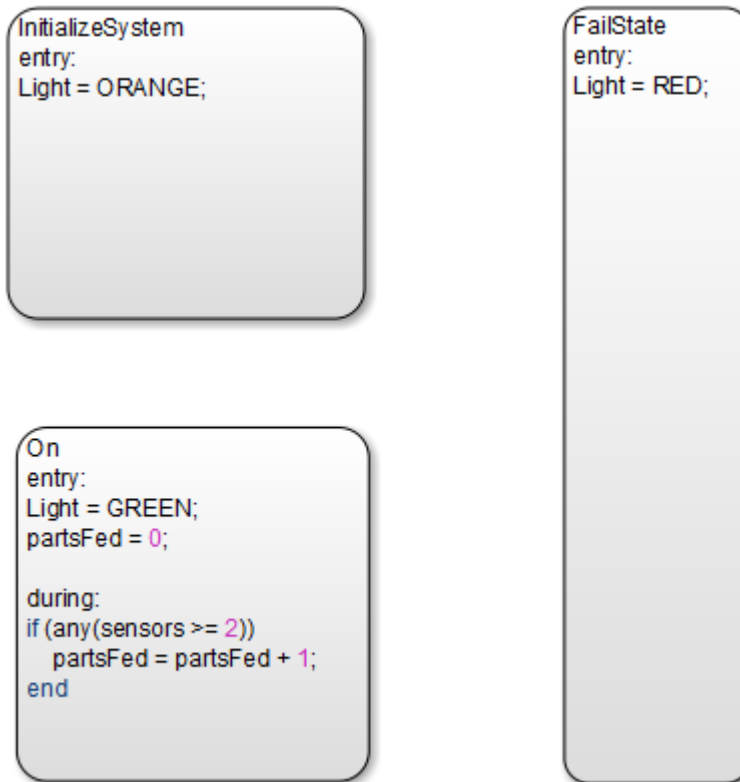 InitializeSystem
entry:
Light = ORANGE;
FailState
entry:
Light = RED;
On
entry:
Light = GREEN;
partsFed = 0;
during:
if (any(sensors >= 2))
    partsFed = partsFed + 1;
end